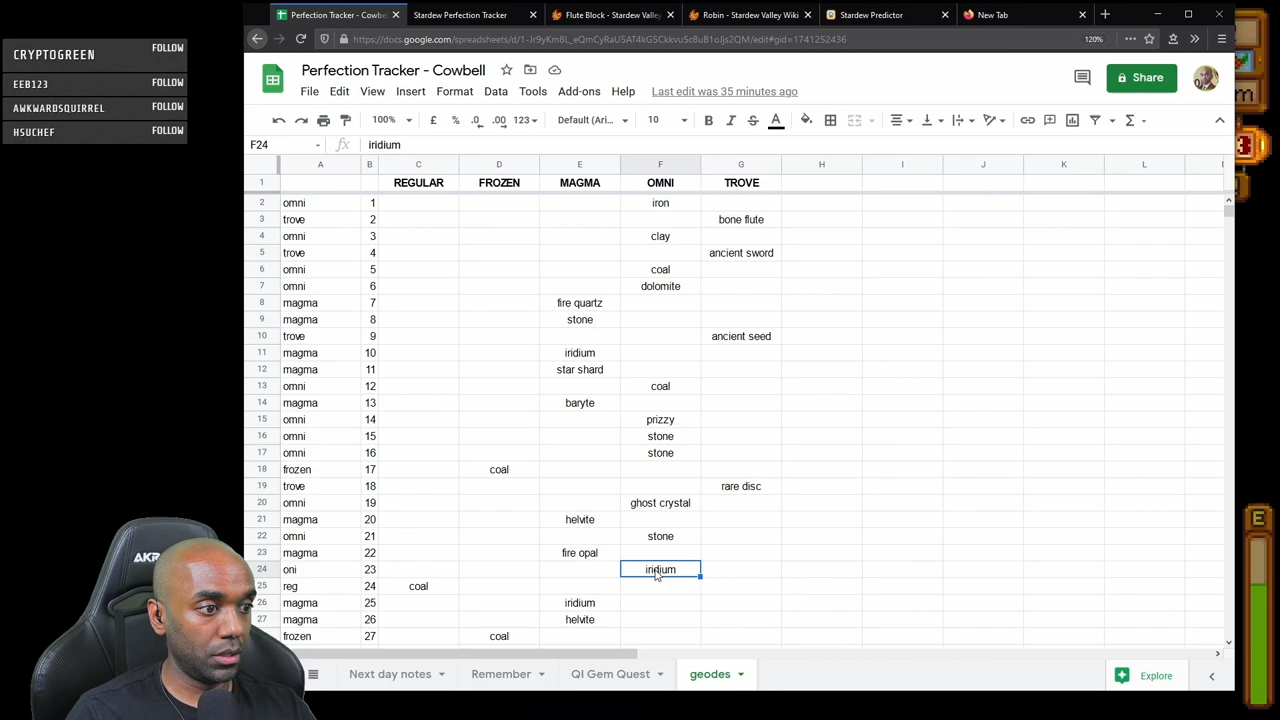 CRYPTOGREEN FOLLOW
EEB123 FOLLOW
AWKWARDSQUIRREL FOLLOW
HSUCHEF FOLLOW
Perfection Tracker - Cowbell
Stardew Perfection Tracker
Flute Block - Stardew Valley
Robin - Stardew Valley Wiki
Stardew Predictor
New Tab
120%
Perfection Tracker - Cowbell
File Edit View Insert Format Data Tools Add-ons Help Last edit was 35 minutes ago
Share
100% £ % .0 .00 123 Default (Ari... 10 B I S A
F24 fx iridium
A B C D E F G H I J K L
1 REGULAR FROZEN MAGMA OMNI TROVE
2 omni 1 iron
3 trove 2 bone flute
4 omni 3 clay
5 trove 4 ancient sword
6 omni 5 coal
7 omni 6 dolomite
8 magma 7 fire quartz
9 magma 8 stone
10 trove 9 ancient seed
11 magma 10 iridium
12 magma 11 star shard
13 omni 12 coal
14 magma 13 baryte
15 omni 14 prizzy
16 omni 15 stone
17 omni 16 stone
18 frozen 17 coal
19 trove 18 rare disc
20 omni 19 ghost crystal
21 magma 20 helvite
22 omni 21 stone
23 magma 22 fire opal
24 oni 23 iridium
25 reg 24 coal
26 magma 25 iridium
27 magma 26 helvite
frozen 27 coal
Next day notes Remember QI Gem Quest geodes Explore
AKR
E